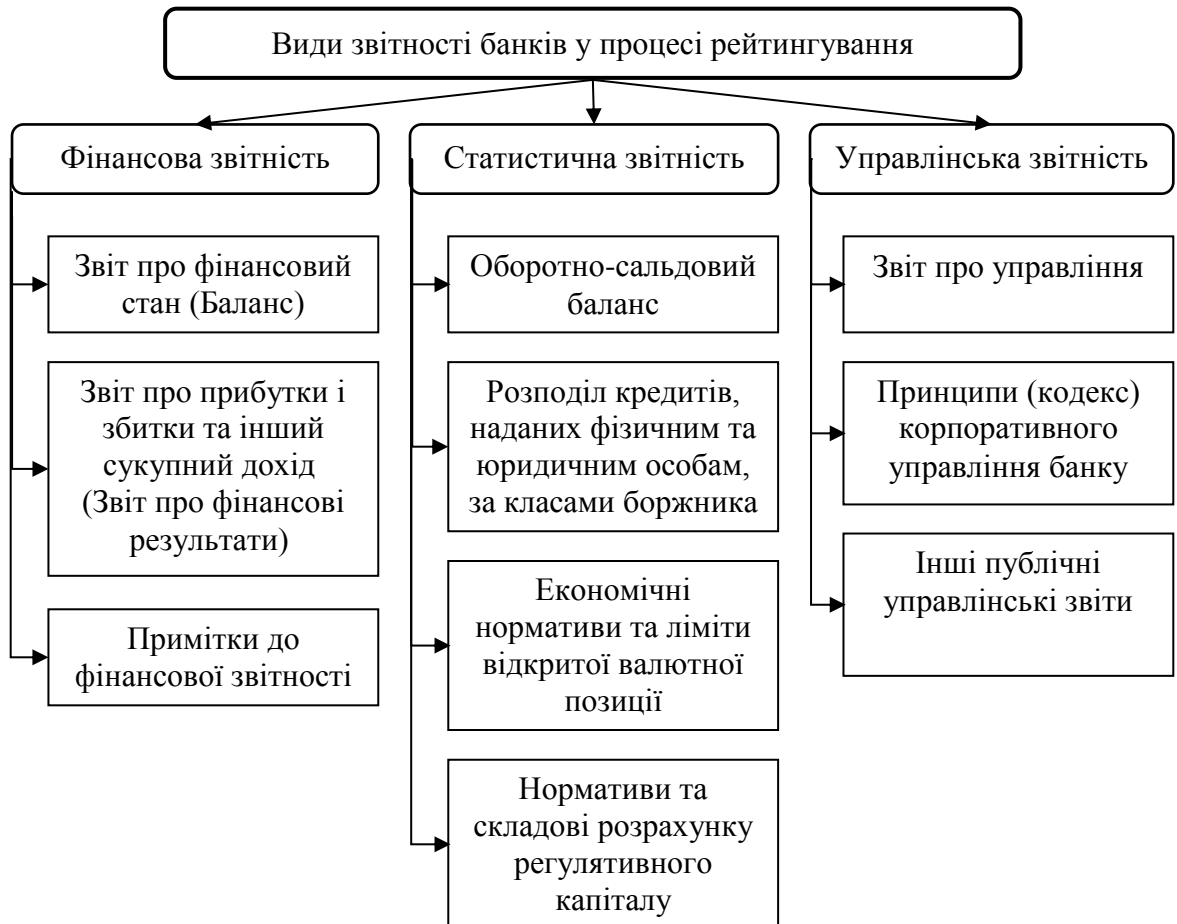 Види звітності банків у процесі рейтингування
Фінансова звітність
Звіт про фінансовий
стан (Баланс)
Звіт про прибутки і
збитки та інший
сукупний дохід
(Звіт про фінансові
результати)
Примітки до
фінансової звітності
Статистична звітність
Оборотно-сальдовий
баланс
Розподіл кредитів,
наданих фізичним та
юридичним особам,
за класами боржника
Економічні
нормативи та ліміти
відкритої валютної
позиції
Нормативи та
складові розрахунку
регулятивного
капіталу
Управлінська звітність
Звіт про управління
Принципи (кодекс)
корпоративного
управління банку
Інші публічні
управлінські звіти